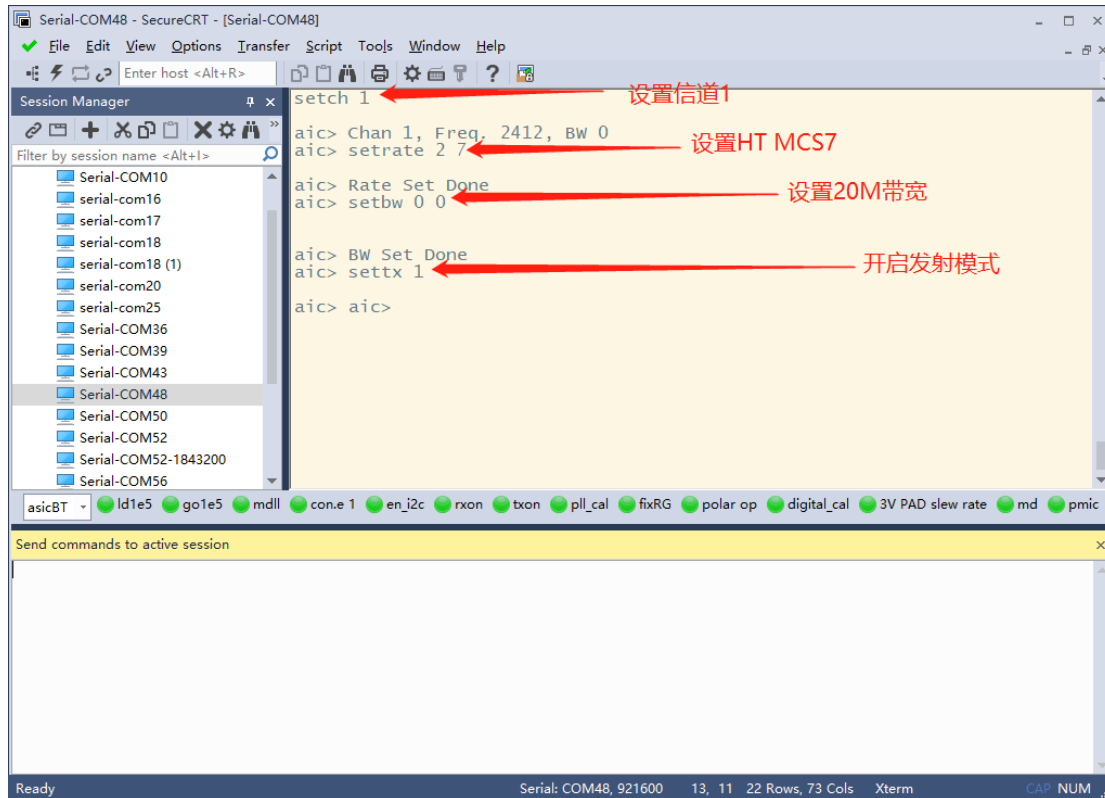 Serial-COM48 - SecureCRT - [Serial-COM48]
File Edit View Options Transfer Script Tools Window Help
Enter host <Alt+R>
Session Manager
Filter by session name <Alt+I>
Serial-COM10
serial-com16
serial-com17
serial-com18
serial-com18 (1)
serial-com20
serial-com25
Serial-COM36
Serial-COM39
Serial-COM43
Serial-COM48
Serial-COM50
Serial-COM52
Serial-COM52-1843200
Serial-COM56
setch 1
设置信道1
aic> Chan 1, Freq. 2412, BW 0
aic> setrate 2 7
设置HT MCS7
aic> Rate Set Done
aic> setbw 0 0
设置20M带宽
aic> BW Set Done
aic> settx 1
开启发射模式
aic> aic>
asicBT ld1e5 go1e5 mdll con.e 1 en_i2c rxon txon pll_cal fixRG polar op digital_cal 3V PAD slew rate md pmic
Send commands to active session
Ready Serial: COM48, 921600 13, 11 22 Rows, 73 Cols Xterm CAP NUM